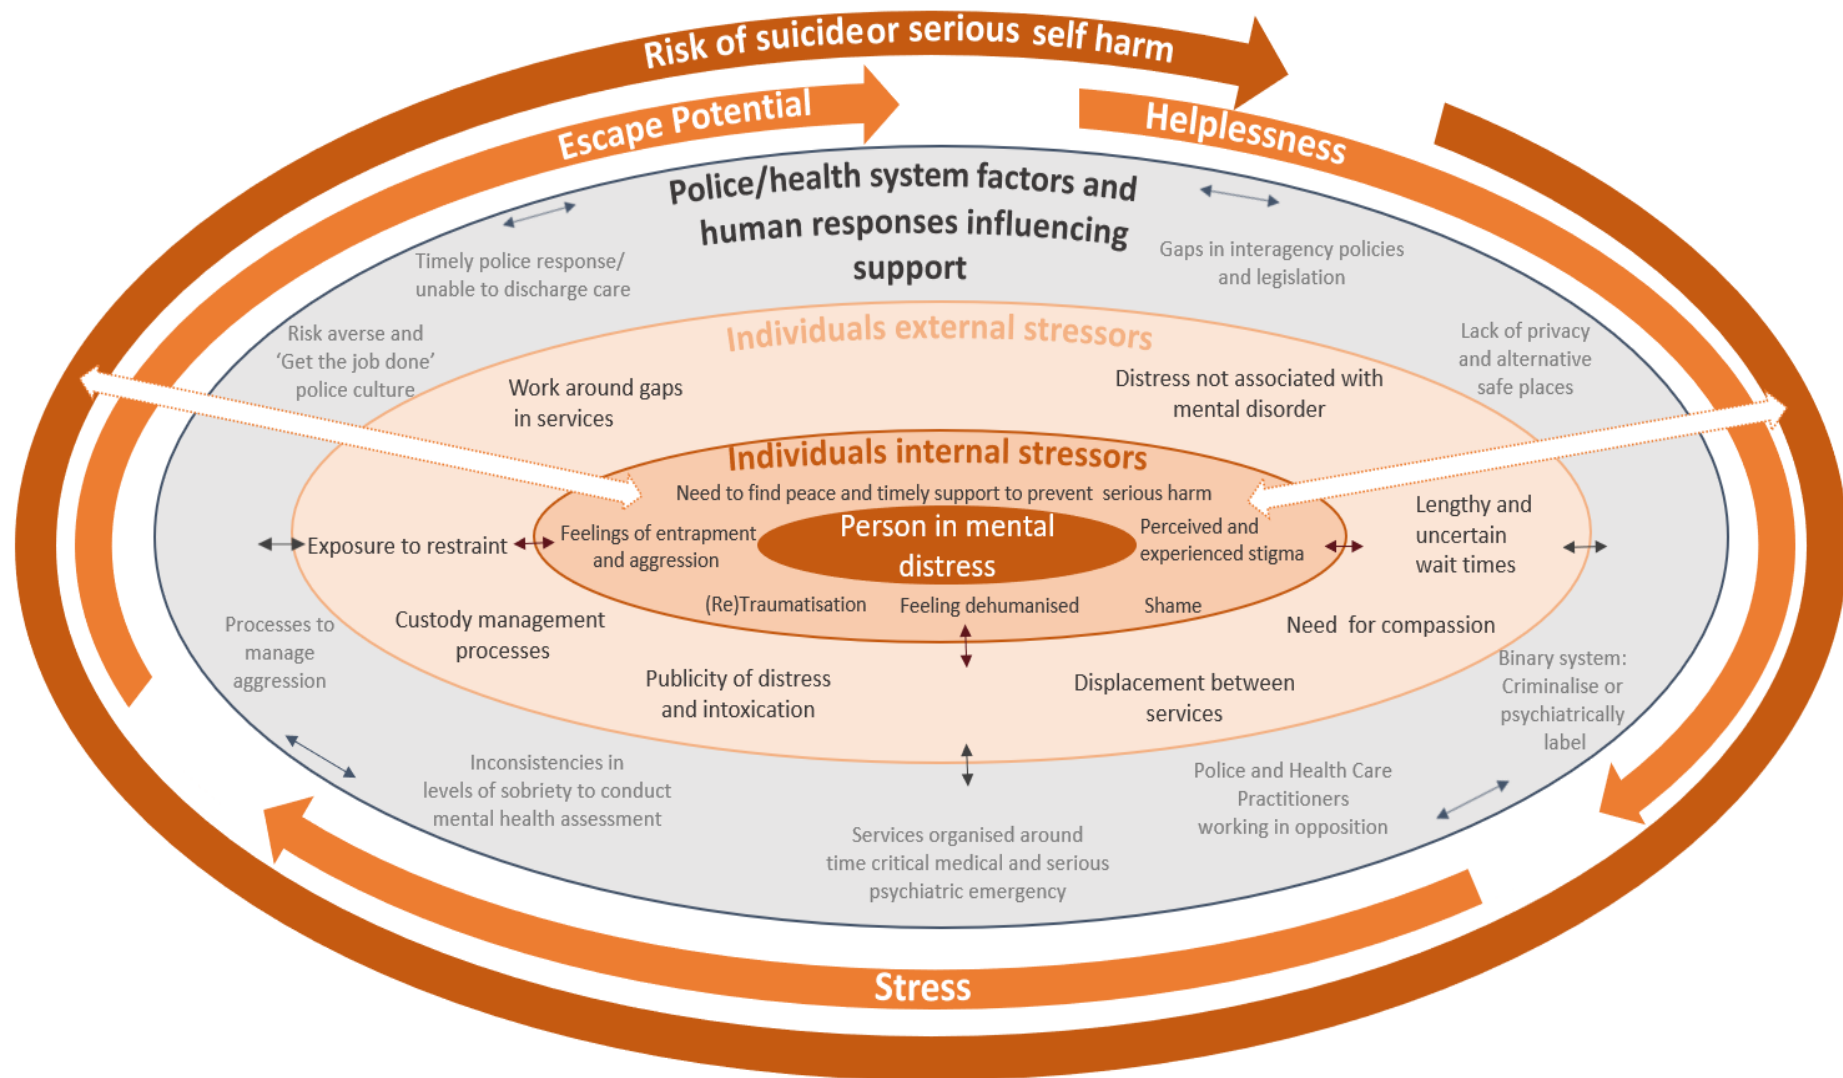 Risk of suicide or serious self harm
Escape Potential
Helplessness
Police/health system factors and
human responses influencing
support
Timely police response/
unable to discharge care
Gaps in interagency policies
and legislation
Risk averse and
‘Get the job done’
police culture
Lack of privacy
and alternative
safe places
Individuals external stressors
Work around gaps
in services
Distress not associated with
mental disorder
Individuals internal stressors
Need to find peace and timely support to prevent serious harm
Exposure to restraint
Feelings of entrapment
and aggression
Person in mental
distress
Perceived and
experienced stigma
Lengthy and
uncertain
wait times
(Re)Traumatisation
Feeling dehumanised
Shame
Custody management
processes
Need for compassion
Processes to
manage
aggression
Publicity of distress
and intoxication
Displacement between
services
Binary system:
Criminalise or
psychiatrically
label
Inconsistencies in
levels of sobriety to conduct
mental health assessment
Police and Health Care
Practitioners
working in opposition
Services organised around
time critical medical and serious
psychiatric emergency
Stress